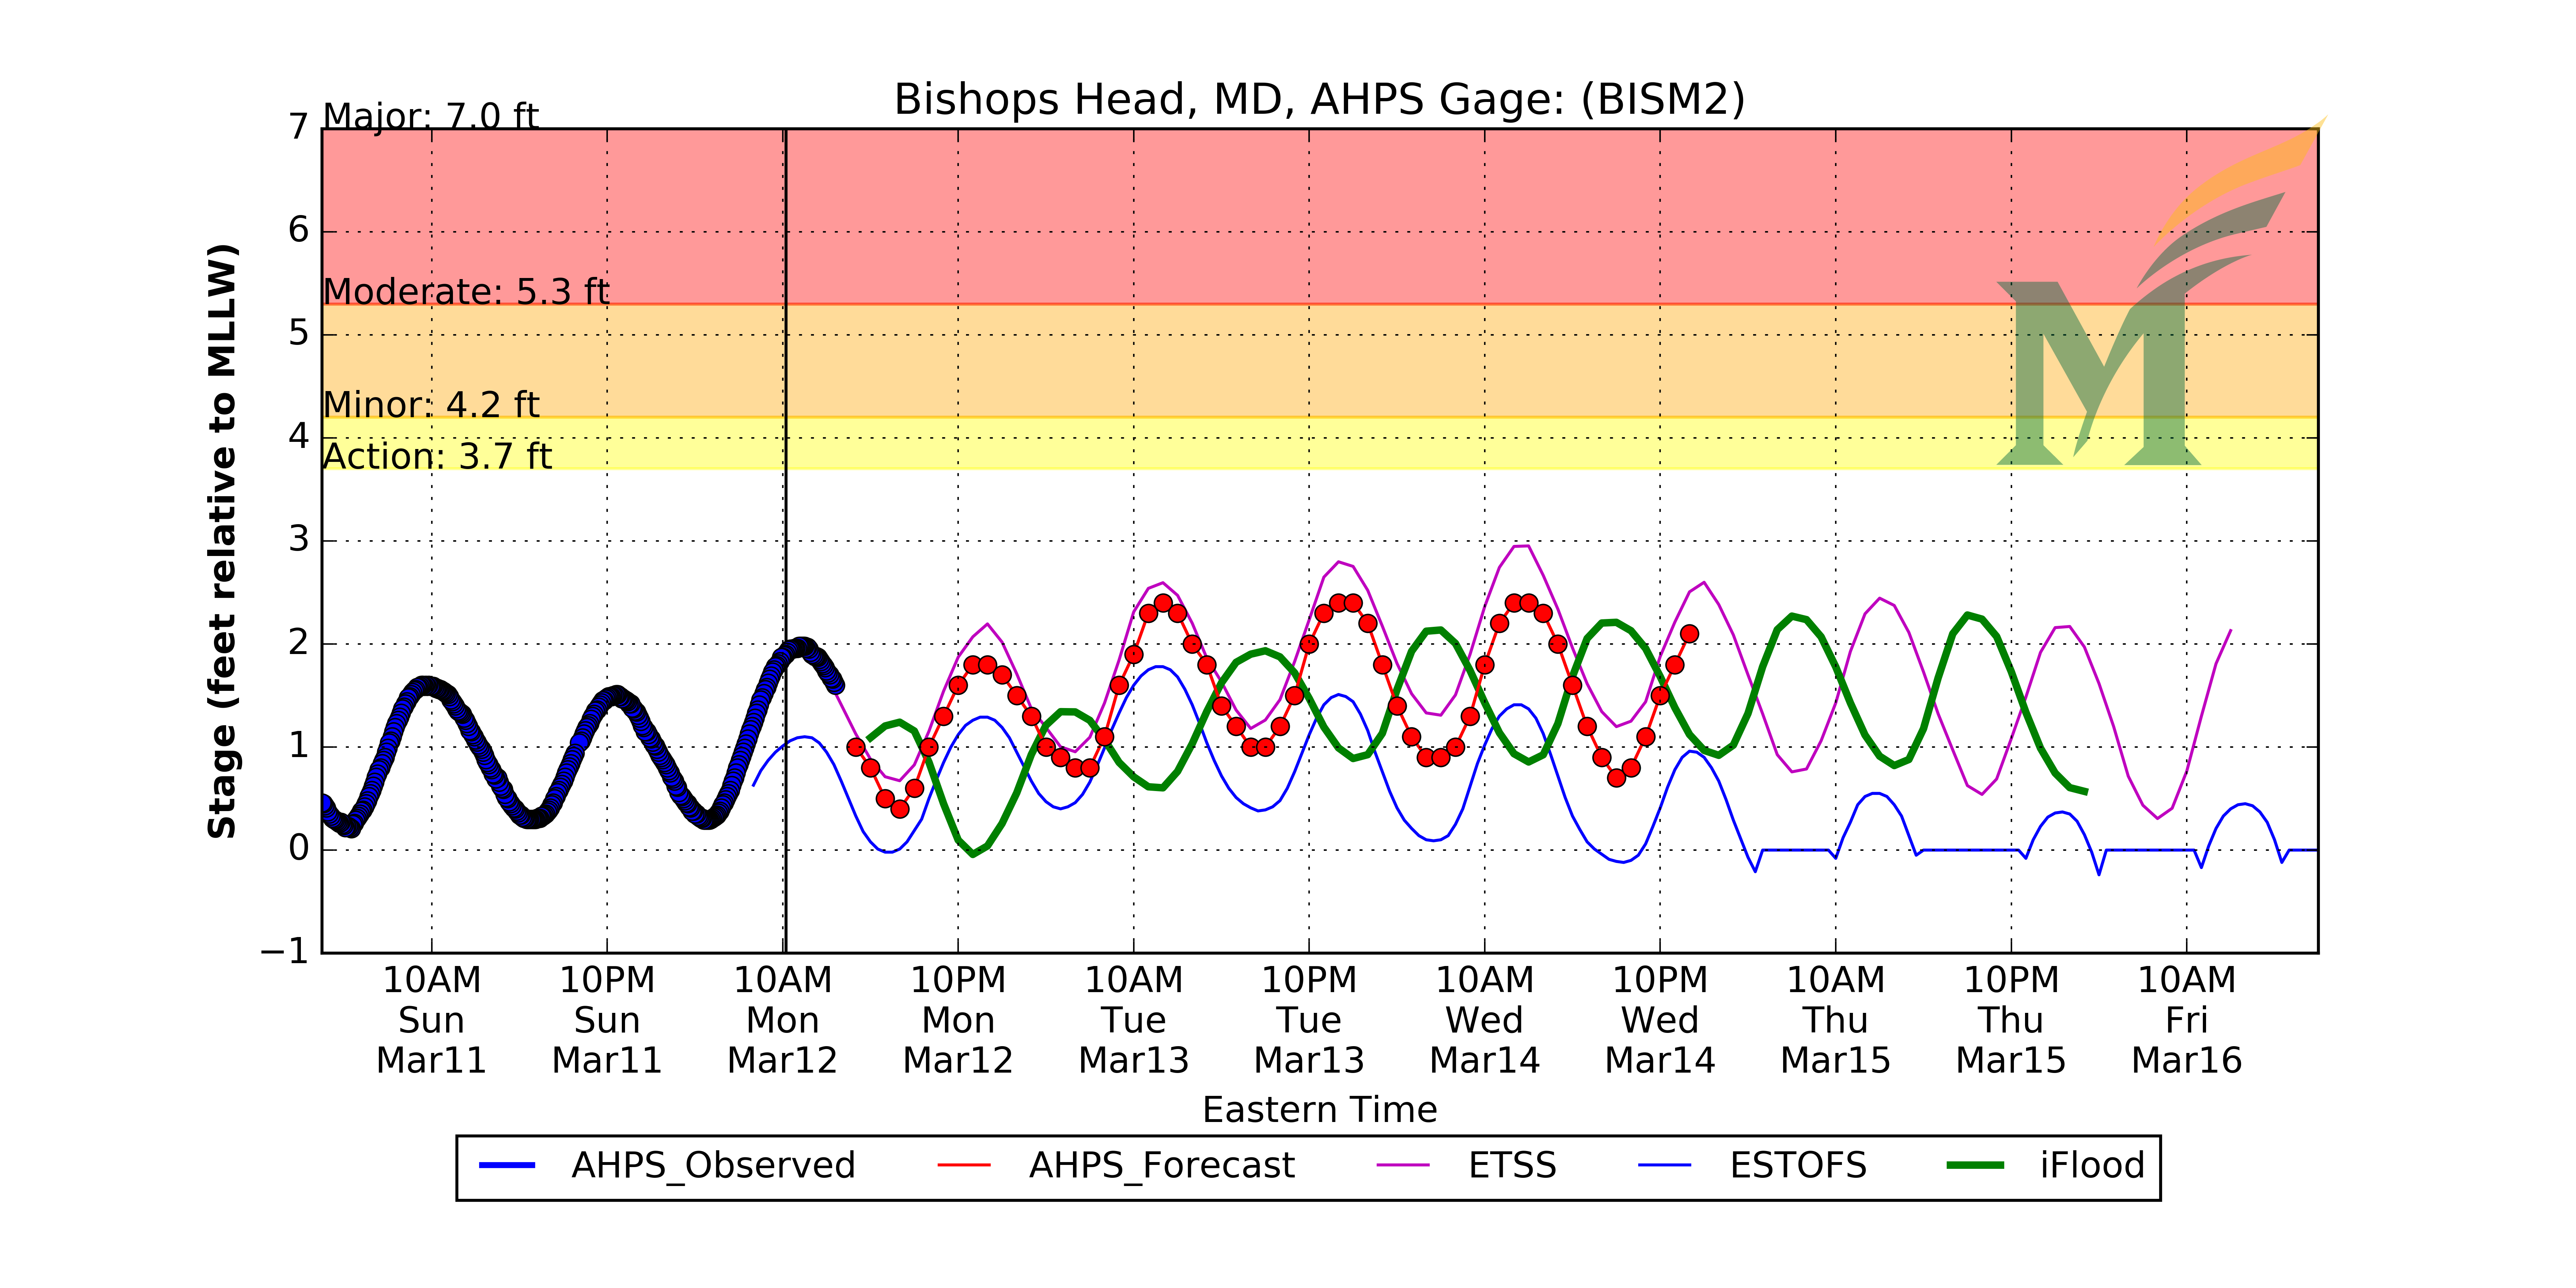 Bishops Head, MD, AHPS Gage: (BISM2)
Major: 7.0 ft
Moderate: 5.3 ft
Minor: 4.2 ft
Action: 3.7 ft
7
6
5
4
3
2
1
0
−1
Stage (feet relative to MLLW)
10AM 10PM 10AM 10PM 10AM 10PM 10AM 10PM 10AM 10PM 10AM
Sun Sun Mon Mon Tue Tue Wed Wed Thu Thu Fri
Mar11 Mar11 Mar12 Mar12 Mar13 Mar13 Mar14 Mar14 Mar15 Mar15 Mar16
Eastern Time
AHPS_Observed AHPS_Forecast ETSS ESTOFS iFlood
M